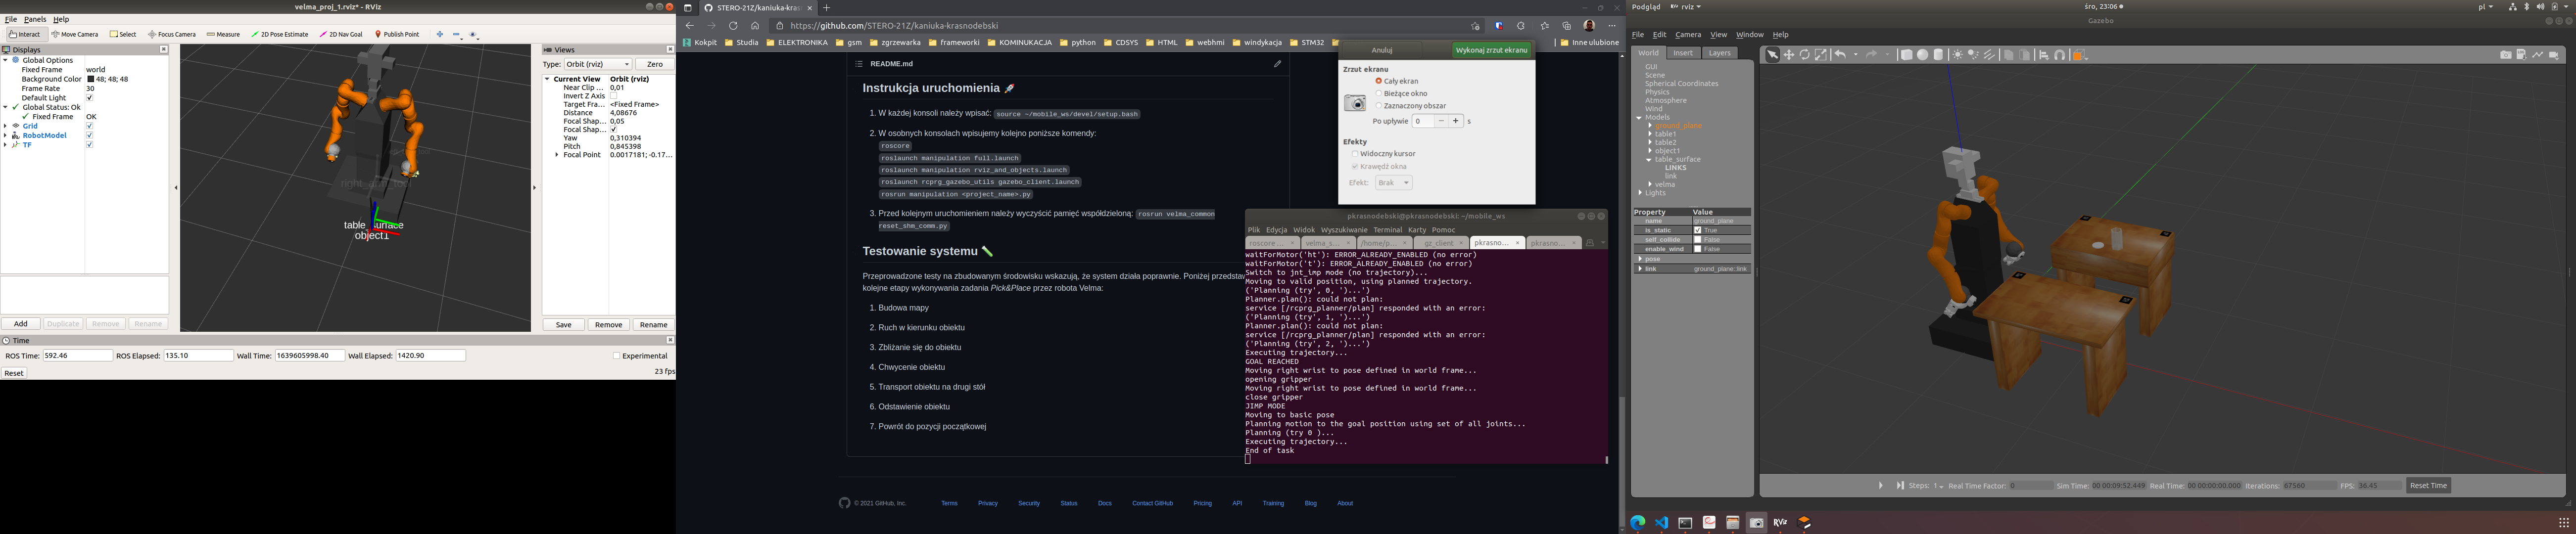 velma_proj_1.rviz* - RViz
File Panels Help
Interact Move Camera Select Focus Camera Measure 2D Pose Estimate 2D Nav Goal Publish Point
Displays
Global Options
Fixed Frame world
Background Color 48; 48; 48
Frame Rate 30
Default Light
Global Status: Ok
Fixed Frame OK
Grid
RobotModel
TF
Add Duplicate Remove Rename
right_arm_tool
table_surface
object1
Views
Type: Orbit (rviz) Zero
Current View Orbit (rviz)
Near Clip ... 0,01
Invert Z Axis
Target Fra... <Fixed Frame>
Distance 4,08676
Focal Shap... 0,05
Focal Shap...
Yaw 0,310394
Pitch 0,845398
Focal Point 0.0017181; -0.17...
Save Remove Rename
Time
ROS Time: 592.46 ROS Elapsed: 135.10 Wall Time: 1639605998.40 Wall Elapsed: 1420.90 Experimental
Reset 23 fps
STERO-21Z/kaniuka-kras
https://github.com/STERO-21Z/kaniuka-krasnodebski
Kokpit Studia ELEKTRONIKA gsm zgrzewarka frameworki KOMINUKACJA python CDSYS HTML webhmi windykacja STM32 Inne ulubione
README.md
Instrukcja uruchomienia 🚀
1. W każdej konsoli należy wpisać: source ~/mobile_ws/devel/setup.bash
2. W osobnych konsolach wpisujemy kolejno poniższe komendy:
roscore
roslaunch manipulation full.launch
roslaunch manipulation rviz_and_objects.launch
roslaunch rcprg_gazebo_utils gazebo_client.launch
rosrun manipulation <project_name>.py
3. Przed kolejnym uruchomieniem należy wyczyścić pamięć współdzieloną: rosrun velma_common
reset_shm_comm.py
Testowanie systemu
Przeprowadzone testy na zbudowanym środowisku wskazują, że system działa poprawnie. Poniżej przedstaw
kolejne etapy wykonywania zadania Pick&Place przez robota Velma:
1. Budowa mapy
2. Ruch w kierunku obiektu
3. Zbliżanie się do obiektu
4. Chwycenie obiektu
5. Transport obiektu na drugi stół
6. Odstawienie obiektu
7. Powrót do pozycji początkowej
© 2021 GitHub, Inc. Terms Privacy Security Status Docs Contact GitHub Pricing API Training Blog About
Anuluj Wykonaj zrzut ekranu
Zrzut ekranu
Cały ekran
Bieżące okno
Zaznaczony obszar
Po upływie 0 − + s
Efekty
Widoczny kursor
Krawędź okna
Efekt: Brak
pkrasnodebski@pkrasnodebski: ~/mobile_ws
Plik Edycja Widok Wyszukiwanie Terminal Karty Pomoc
roscore ... velma_s... /home/p... gz_client pkrasno... pkrasno...
waitForMotor('ht'): ERROR_ALREADY_ENABLED (no error)
waitForMotor('t'): ERROR_ALREADY_ENABLED (no error)
Switch to jnt_imp mode (no trajectory)...
Moving to valid position, using planned trajectory.
('Planning (try', 0, ')...')
Planner.plan(): could not plan:
service [/rcprg_planner/plan] responded with an error:
('Planning (try', 1, ')...')
Planner.plan(): could not plan:
service [/rcprg_planner/plan] responded with an error:
('Planning (try', 2, ')...')
Executing trajectory...
GOAL REACHED
Moving right wrist to pose defined in world frame...
opening gripper
Moving right wrist to pose defined in world frame...
close gripper
JIMP MODE
Moving to basic pose
Planning motion to the goal position using set of all joints...
Planning (try 0 )...
Executing trajectory...
End of task
Podgląd rviz śro, 23:06 pl
Gazebo
File Edit Camera View Window Help
World Insert Layers
GUI
Scene
Spherical Coordinates
Physics
Atmosphere
Wind
Models
ground_plane
table1
table2
object1
table_surface
LINKS
link
velma
Lights
Property Value
name ground_plane
is_static True
self_collide False
enable_wind False
pose
link ground_plane::link
Steps: 1 Real Time Factor: 0 Sim Time: 00 00:09:52.449 Real Time: 00 00:00:00.000 Iterations: 67560 FPS: 36.45 Reset Time
RViz